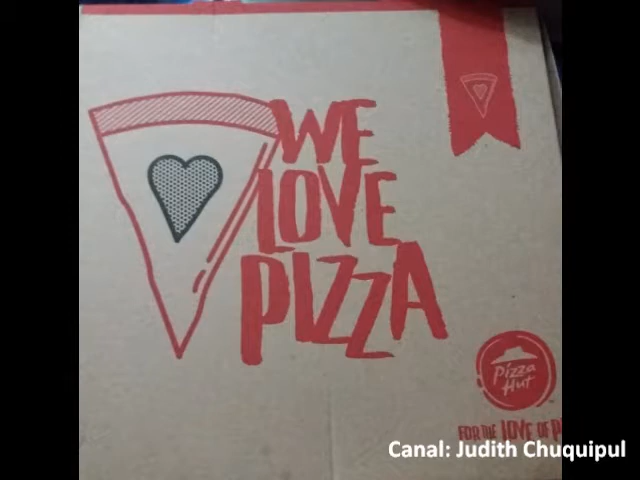 WE
LOVE
PIZZA
Pizza
Hut
FOR THE LOVE OF
Canal: Judith Chuquipul